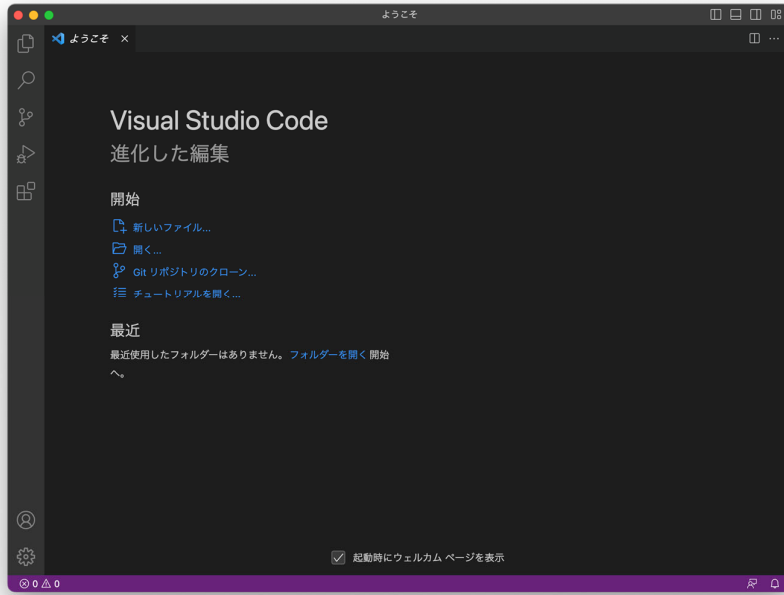 ようこそ
ようこそ
Visual Studio Code
進化した編集
開始
新しいファイル...
開く...
Git リポジトリのクローン...
チュートリアルを開く...
最近
最近使用したフォルダーはありません。フォルダーを開く 開始
へ。
起動時にウェルカム ページを表示
0 0